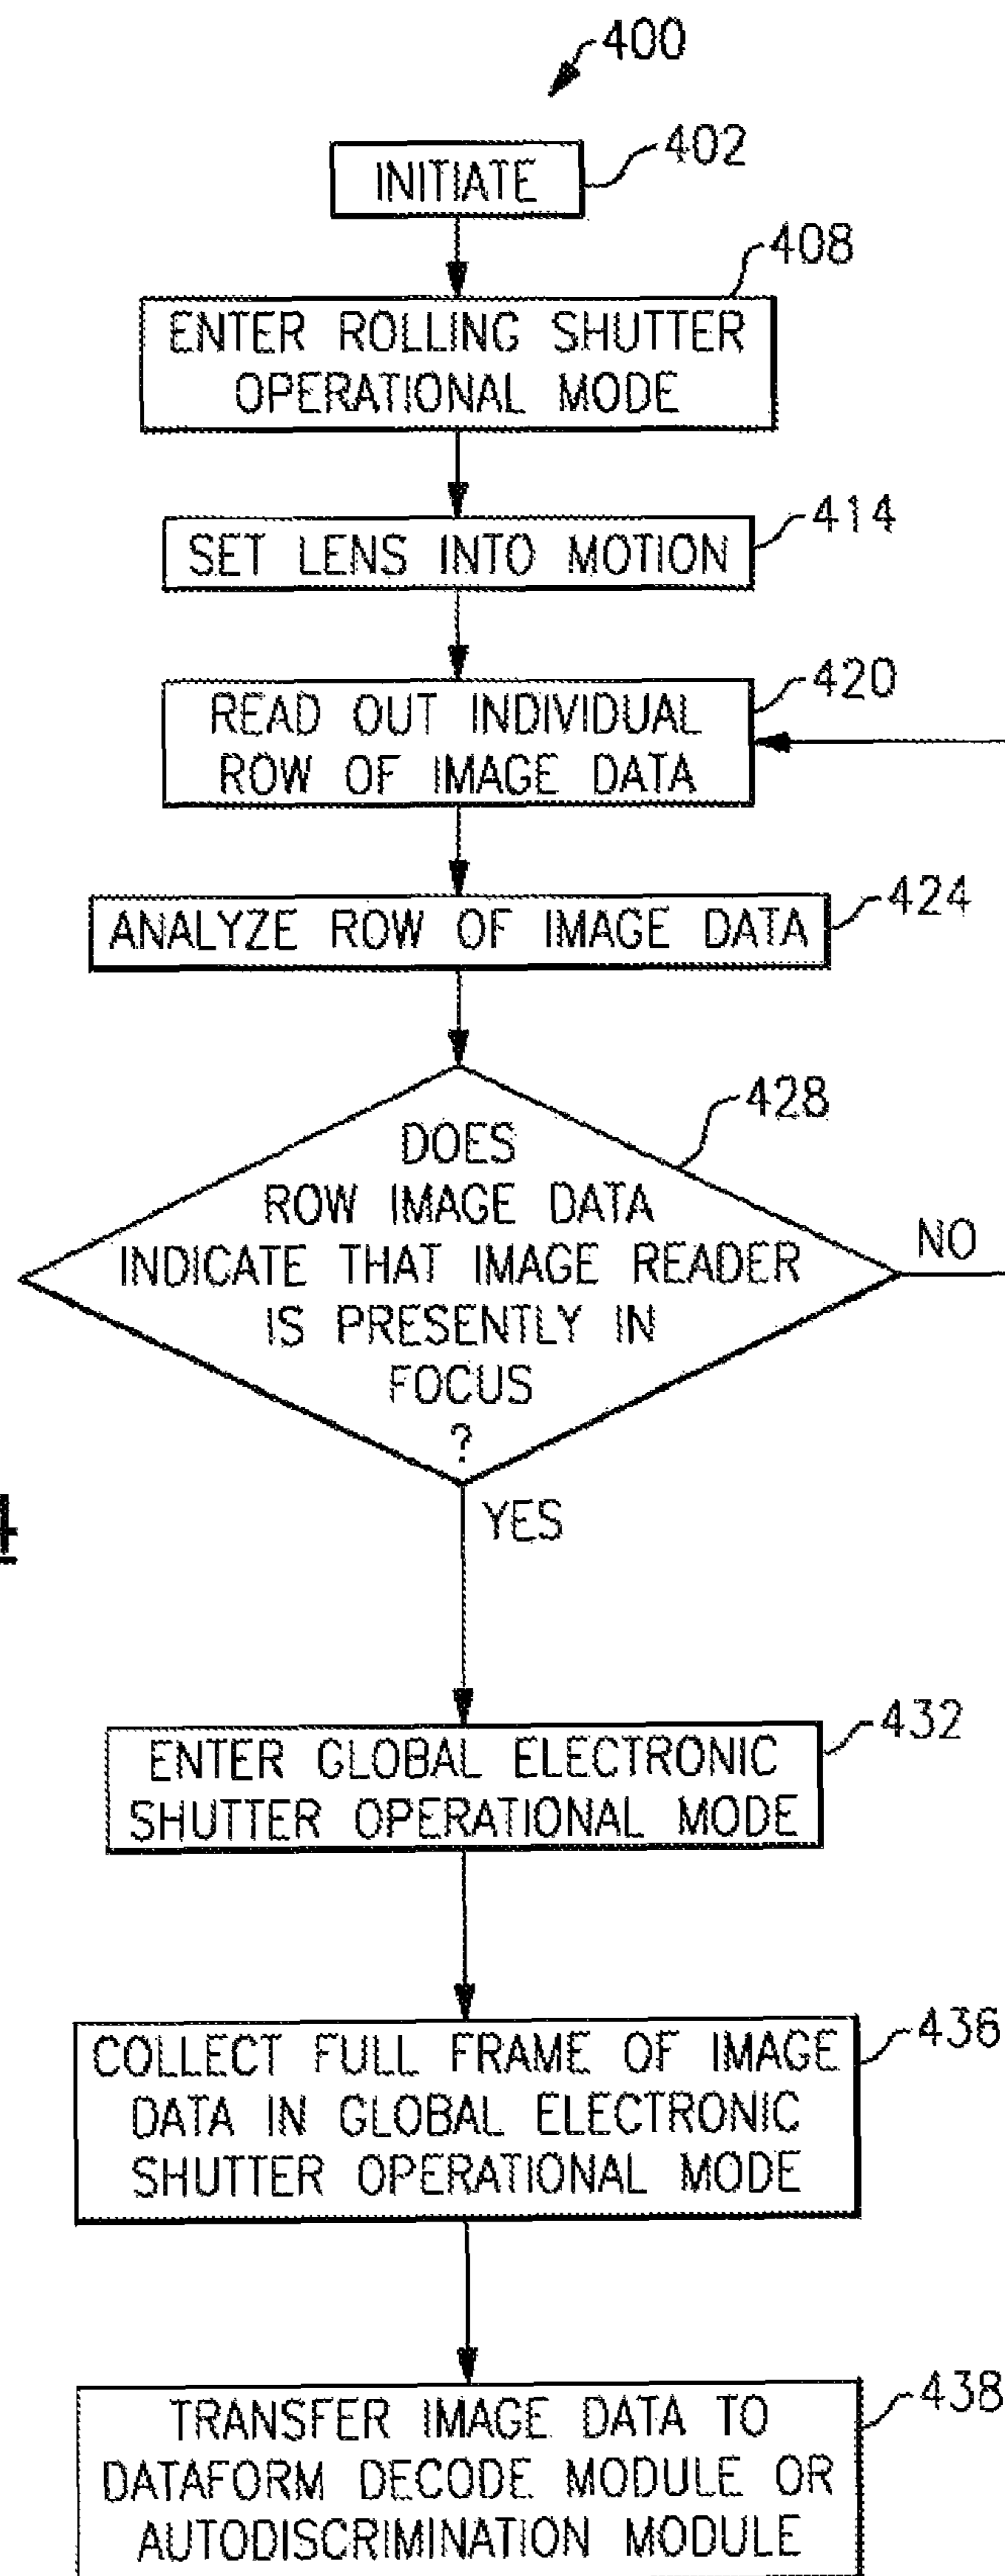 400
INITIATE
402
408
ENTER ROLLING SHUTTER
OPERATIONAL MODE
414
SET LENS INTO MOTION
420
READ OUT INDIVIDUAL
ROW OF IMAGE DATA
424
ANALYZE ROW OF IMAGE DATA
428
DOES
ROW IMAGE DATA
INDICATE THAT IMAGE READER
IS PRESENTLY IN
FOCUS
?
NO
YES
4
432
ENTER GLOBAL ELECTRONIC
SHUTTER OPERATIONAL MODE
436
COLLECT FULL FRAME OF IMAGE
DATA IN GLOBAL ELECTRONIC
SHUTTER OPERATIONAL MODE
438
TRANSFER IMAGE DATA TO
DATAFORM DECODE MODULE OR
AUTODISCRIMINATION MODULE